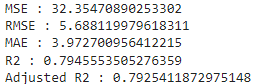 MSE : 32.35470890253302
RMSE : 5.688119979618311
MAE : 3.972700956412215
R2 : 0.7945553505276359
Adjusted R2 : 0.7925411872975148